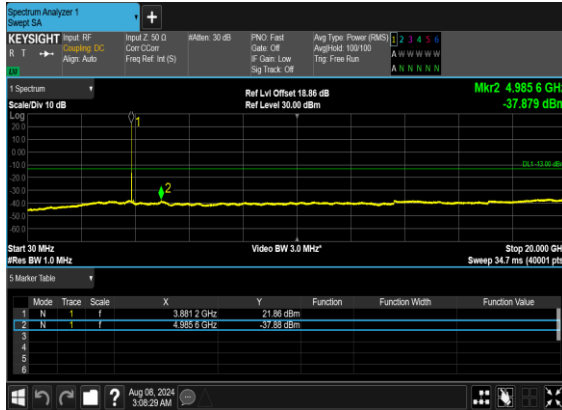 Spectrum Analyzer 1
Swept SA
+
KEYSIGHT Input: RF Input Z: 50 Ω #Atten: 30 dB PNO: Fast Avg Type: Power (RMS) 1 2 3 4 5 6
R T Coupling: DC Corr CCorr Gate: Off Avg|Hold: 100/100 A W W W W W
Align: Auto Freq Ref: Int (S) IF Gain: Low Trig: Free Run
Sig Track: Off A N N N N N
1 Spectrum
Mkr2 4.985 6 GHz
Ref Lvl Offset 18.86 dB
Scale/Div 10 dB Ref Level 30.00 dBm -37.879 dBm
Log
1
20.0
10.0
0.00
-10.0
DL1 -13.00 dBm
-20.0
-30.0
2
-40.0
-50.0
-60.0
Start 30 MHz Video BW 3.0 MHz* Stop 20.000 GHz
#Res BW 1.0 MHz Sweep 34.7 ms (40001 pts)
5 Marker Table
Mode Trace Scale X Y Function Function Width Function Value
1 N 1 f 3.881 2 GHz 21.86 dBm
2 N 1 f 4.985 6 GHz -37.88 dBm
3
4
5
6
? Aug 08, 2024
3:08:29 AM